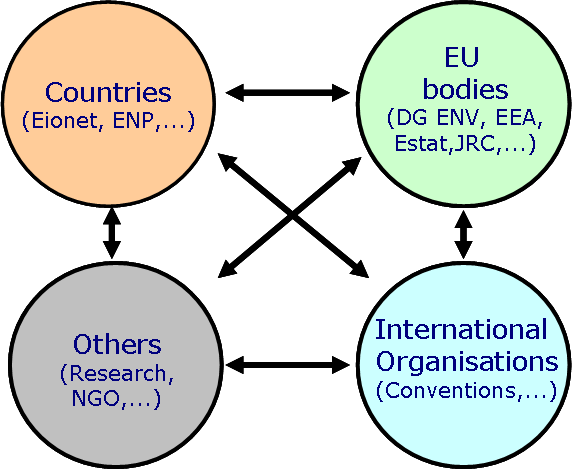 Countries
(Eionet, ENP,...)
EU
bodies
(DG ENV, EEA,
Estat,JRC,...)
Others
(Research,
NGO,...)
International
Organisations
(Conventions,...)